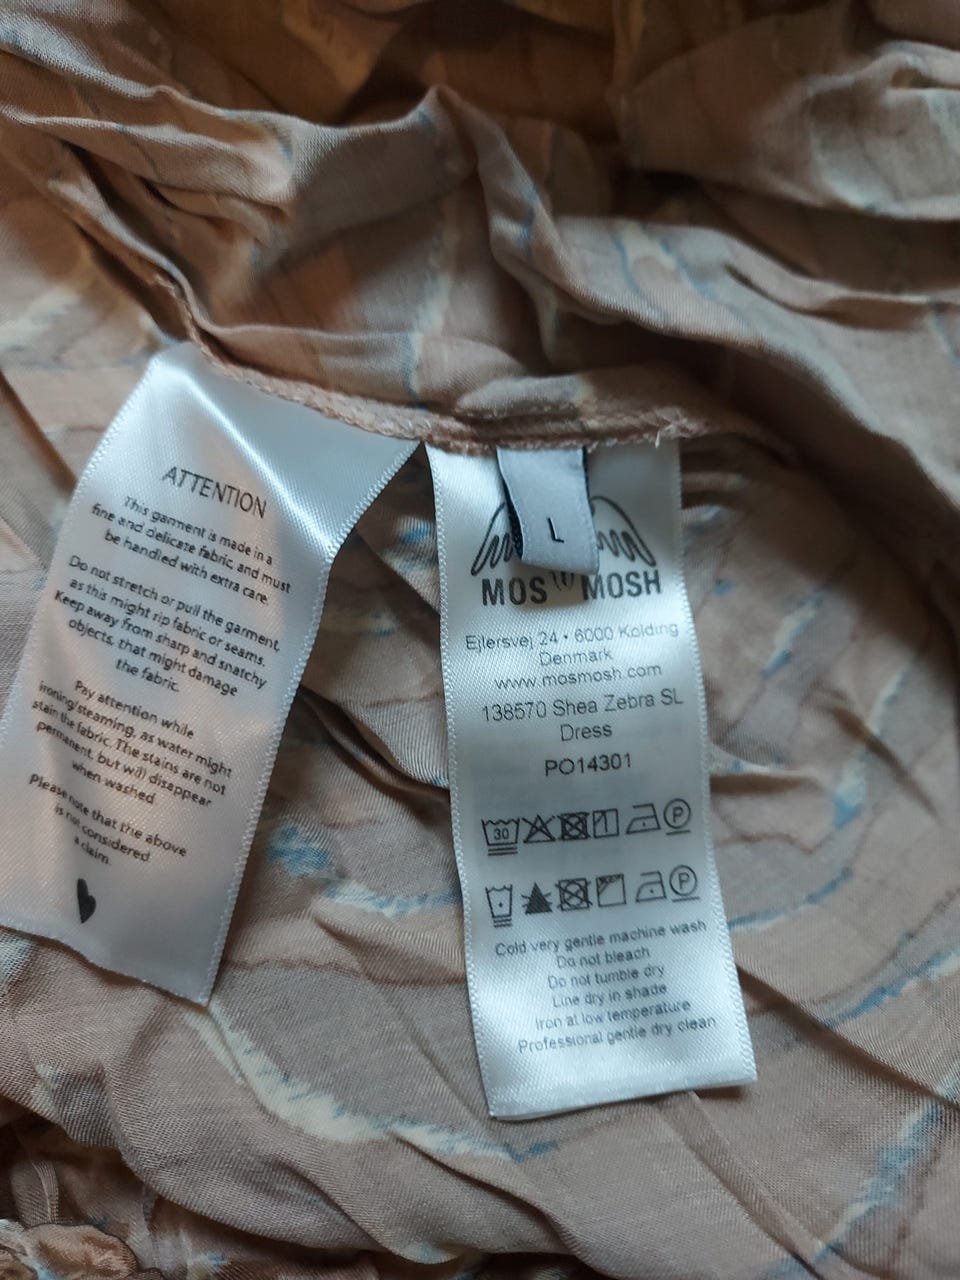 ATTENTION
This garment is made in a
fine and delicate fabric, and must
be handled with extra care.
Do not stretch or pull the garment,
as this might rip fabric or seams.
Keep away from sharp and snatchy
objects, that might damage
the fabric.
Pay attention while
ironing/steaming, as water might
stain the fabric. The stains are not
permanent, but will disappear
when washed
Please note that the above
is not considered
a claim.
L
MOS MOSH
Ejlersvej 24 • 6000 Kolding
Denmark
www.mosmosh.com
138570 Shea Zebra SL
Dress
PO14301
30 P
P
Cold very gentle machine wash
Do not bleach
Do not tumble dry
Line dry in shade
Iron at low temperature
Professional gentle dry clean